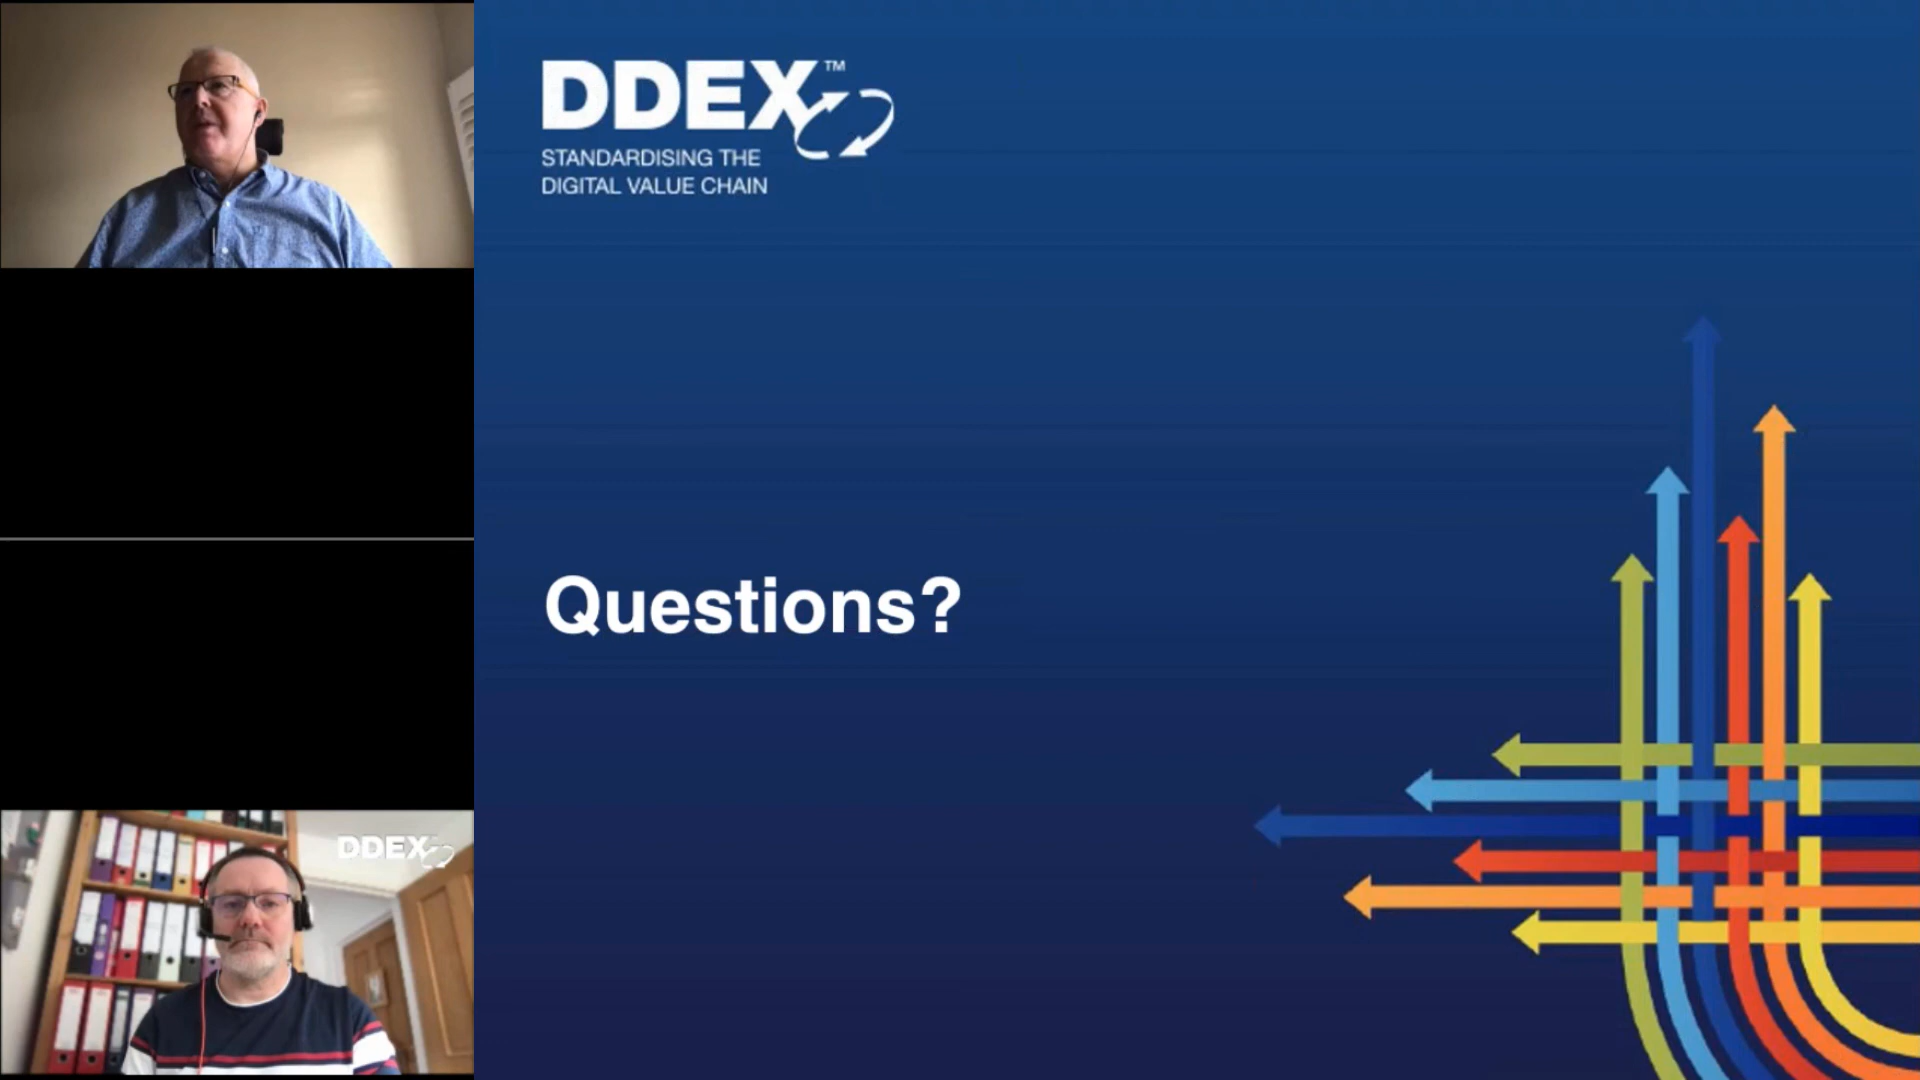 DDEX™
STANDARDISING THE
DIGITAL VALUE CHAIN
Questions?
DDEX